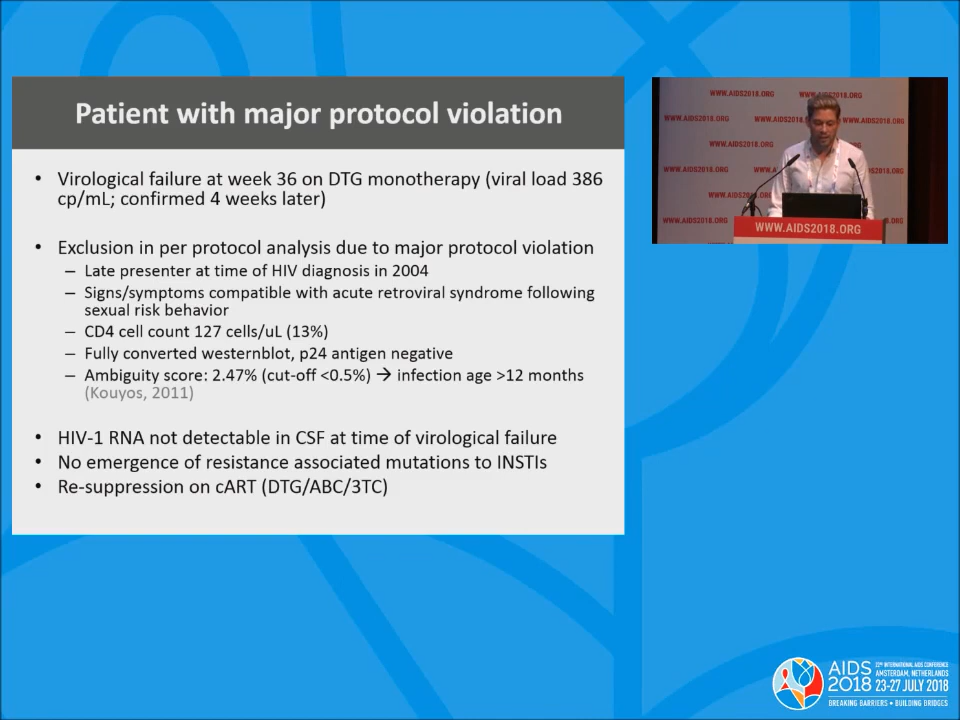 Patient with major protocol violation
• Virological failure at week 36 on DTG monotherapy (viral load 386
cp/mL; confirmed 4 weeks later)
• Exclusion in per protocol analysis due to major protocol violation
– Late presenter at time of HIV diagnosis in 2004
– Signs/symptoms compatible with acute retroviral syndrome following
sexual risk behavior
– CD4 cell count 127 cells/uL (13%)
– Fully converted westernblot, p24 antigen negative
– Ambiguity score: 2.47% (cut-off <0.5%) → infection age >12 months
(Kouyos, 2011)
• HIV-1 RNA not detectable in CSF at time of virological failure
• No emergence of resistance associated mutations to INSTIs
• Re-suppression on cART (DTG/ABC/3TC)
WWW.AIDS2018.ORG
WWW.AIDS2018.ORG
WWW.AIDS2018.ORG
WWW.AIDS2018.ORG
WWW.AIDS2018.ORG
WWW.AIDS2018.ORG
AIDS 2018
22nd INTERNATIONAL AIDS CONFERENCE
AMSTERDAM, NETHERLANDS
23-27 JULY 2018
BREAKING BARRIERS • BUILDING BRIDGES